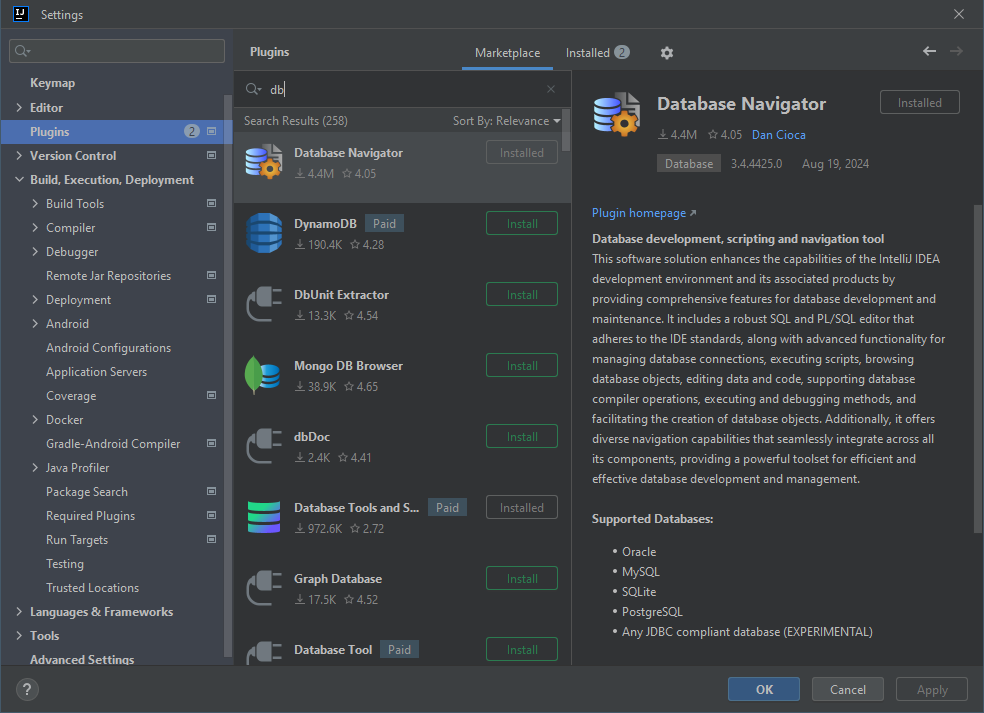 IJ
Settings
Keymap
Editor
Plugins 2
Version Control
Build, Execution, Deployment
Build Tools
Compiler
Debugger
Remote Jar Repositories
Deployment
Android
Android Configurations
Application Servers
Coverage
Docker
Gradle-Android Compiler
Java Profiler
Package Search
Required Plugins
Run Targets
Testing
Trusted Locations
Languages & Frameworks
Tools
Advanced Settings
Plugins
Marketplace
Installed 2
db
Search Results (258)
Sort By: Relevance
Database Navigator
Installed
4.4M 4.05
DynamoDB Paid
Install
190.4K 4.28
DbUnit Extractor
Install
13.3K 4.54
Mongo DB Browser
Install
38.9K 4.65
dbDoc
Install
2.4K 4.41
Database Tools and S... Paid
Installed
972.6K 2.72
Graph Database
Install
17.5K 4.52
Database Tool Paid
Install
Database Navigator
Installed
4.4M 4.05 Dan Cioca
Database 3.4.4425.0 Aug 19, 2024
Plugin homepage
Database development, scripting and navigation tool
This software solution enhances the capabilities of the IntelliJ IDEA
development environment and its associated products by
providing comprehensive features for database development and
maintenance. It includes a robust SQL and PL/SQL editor that
adheres to the IDE standards, along with advanced functionality for
managing database connections, executing scripts, browsing
database objects, editing data and code, supporting database
compiler operations, executing and debugging methods, and
facilitating the creation of database objects. Additionally, it offers
diverse navigation capabilities that seamlessly integrate across all
its components, providing a powerful toolset for efficient and
effective database development and management.
Supported Databases:
• Oracle
• MySQL
• SQLite
• PostgreSQL
• Any JDBC compliant database (EXPERIMENTAL)
?
OK
Cancel
Apply